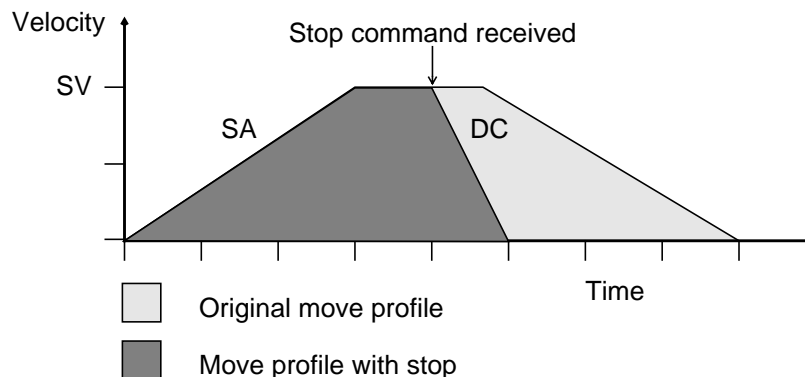 Velocity
Stop command received
SV
SA
DC
Time
Original move profile
Move profile with stop